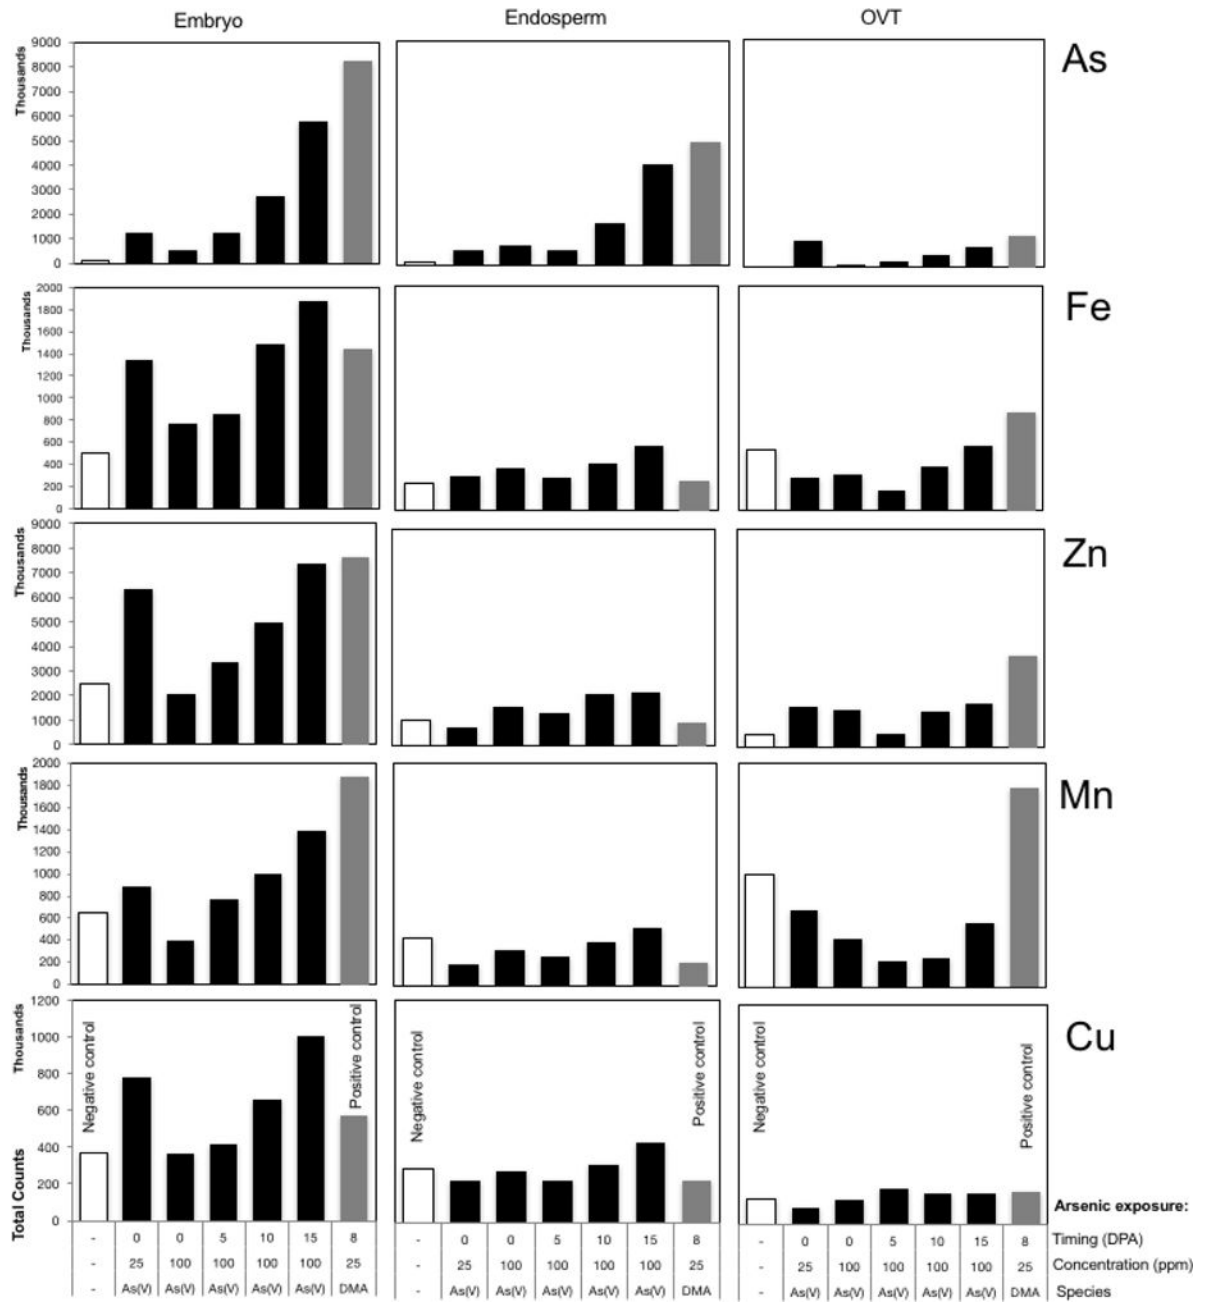 Embryo Endosperm OVT
As
Thousands
9000
8000
7000
6000
5000
4000
3000
2000
1000
0
Fe
Thousands
2000
1800
1600
1400
1200
1000
800
600
400
200
0
Zn
Thousands
9000
8000
7000
6000
5000
4000
3000
2000
1000
0
Mn
Thousands
2000
1800
1600
1400
1200
1000
800
600
400
200
0
Cu
Thousands
Total Counts
1200
1000
800
600
400
200
0
Negative control
Positive control
Negative control
Positive control
Negative control
Positive control
Arsenic exposure:
- 0 0 5 10 15 8 - 0 0 5 10 15 8 - 0 0 5 10 15 8 Timing (DPA)
- 25 100 100 100 100 25 - 25 100 100 100 100 25 - 25 100 100 100 100 25 Concentration (ppm)
- As(V) As(V) As(V) As(V) As(V) DMA - As(V) As(V) As(V) As(V) As(V) DMA - As(V) As(V) As(V) As(V) As(V) DMA Species